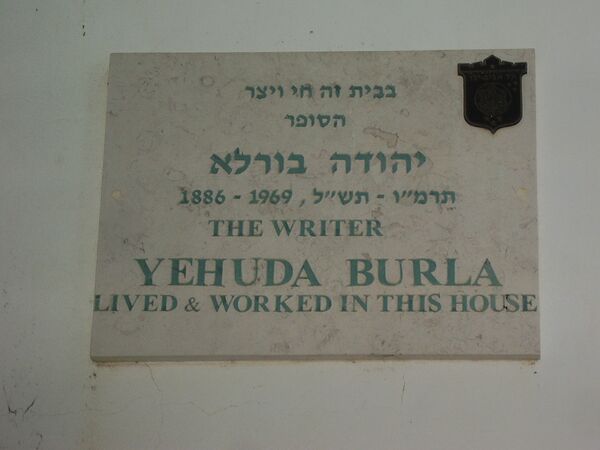 בבית זה חי ויצר
הסופר
יהודה בורלא
תרמ"ו - תש"ל, 1969 - 1886
THE WRITER
YEHUDA BURLA
LIVED & WORKED IN THIS HOUSE